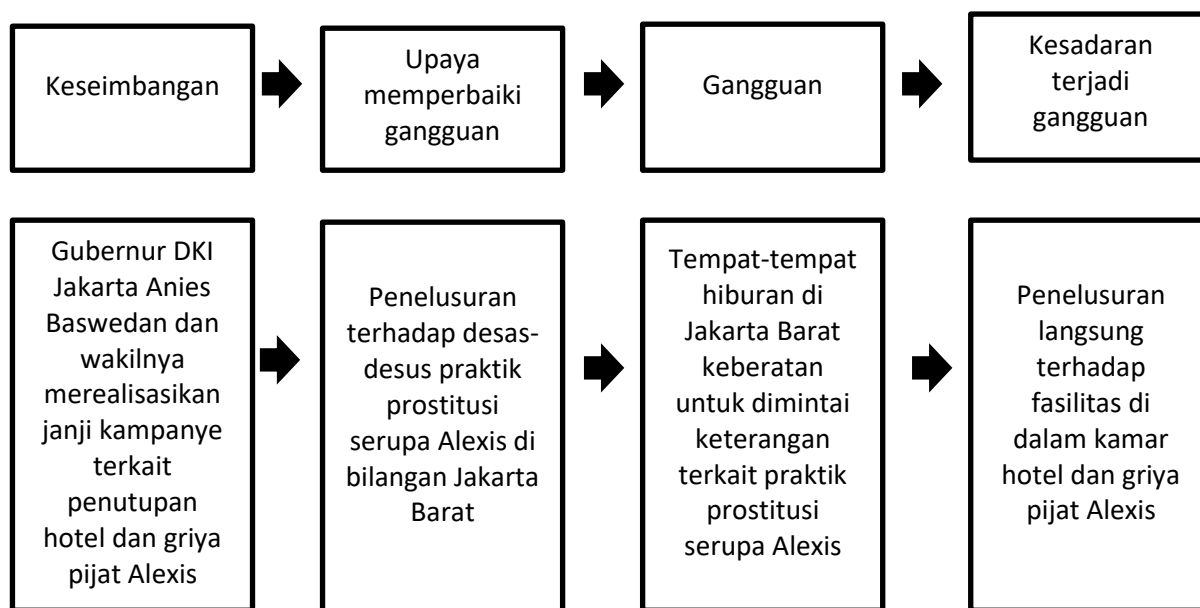 Keseimbangan
Upaya
memperbaiki
gangguan
Gangguan
Kesadaran
terjadi
gangguan
Gubernur DKI
Jakarta Anies
Baswedan dan
wakilnya
merealisasikan
janji kampanye
terkait
penutupan
hotel dan griya
pijat Alexis
Penelusuran
terhadap desas-
desus praktik
prostitusi
serupa Alexis di
bilangan Jakarta
Barat
Tempat-tempat
hiburan di
Jakarta Barat
keberatan
untuk dimintai
keterangan
terkait praktik
prostitusi
serupa Alexis
Penelusuran
langsung
terhadap
fasilitas di
dalam kamar
hotel dan griya
pijat Alexis